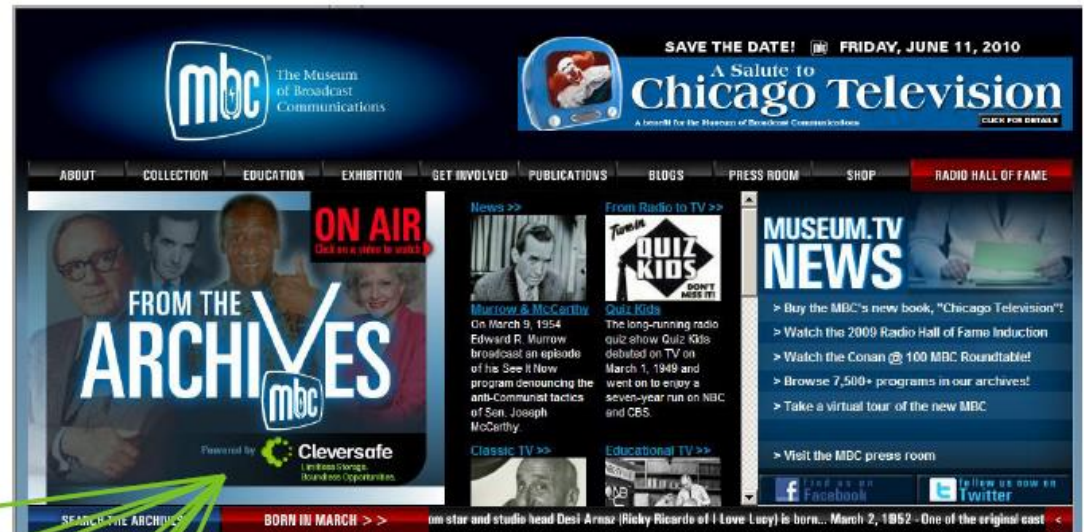 SAVE THE DATE! mbc FRIDAY, JUNE 11, 2010
mbc
The Museum
of Broadcast
Communications
A Salute to
Chicago Television
A benefit for the Museum of Broadcast Communications
CLICK FOR DETAILS
ABOUT COLLECTION EDUCATION EXHIBITION GET INVOLVED PUBLICATIONS BLOGS PRESS ROOM SHOP RADIO HALL OF FAME
ON AIR
Click on a video to watch
FROM THE
ARCHIVES
mbc
Powered by Cleversafe
Limitless Storage.
Boundless Opportunities.
News >>
Murrow & McCarthy
On March 9, 1954
Edward R. Murrow
broadcast an episode
of his See It Now
program denouncing the
anti-Communist tactics
of Sen. Joseph
McCarthy.
Classic TV >>
From Radio to TV >>
Tune in
QUIZ
KIDS
DON'T
MISS IT!
Quiz Kids
The long-running radio
quiz show Quiz Kids
debuted on TV on
March 1, 1949 and
went on to enjoy a
seven-year run on NBC
and CBS.
Educational TV >>
MUSEUM.TV
NEWS
> Buy the MBC's new book, "Chicago Television"!
> Watch the 2009 Radio Hall of Fame Induction
> Watch the Conan @ 100 MBC Roundtable!
> Browse 7,500+ programs in our archives!
> Take a virtual tour of the new MBC
> Visit the MBC press room
find us on
Facebook
follow us now on
Twitter
SEARCH THE ARCHIVES BORN IN MARCH > > om star and studio head Desi Arnaz (Ricky Ricardo of I Love Lucy) is born... March 2, 1952 - One of the original cast <